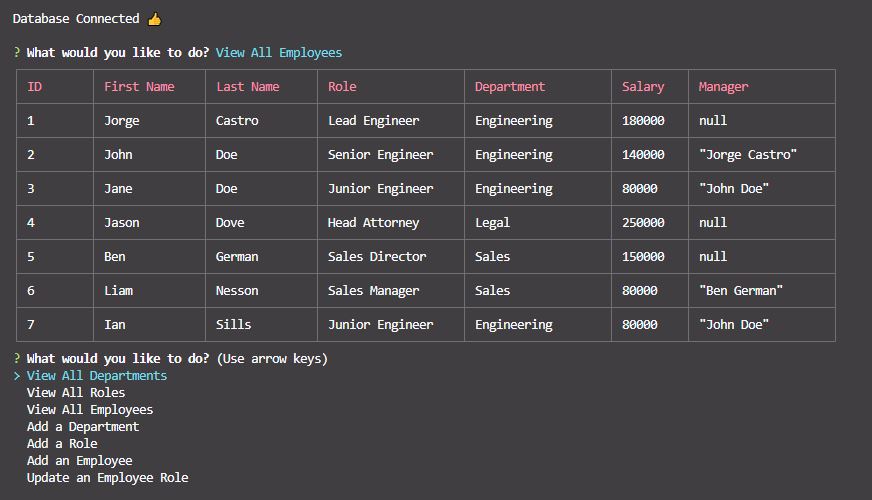 Database Connected 👍
? What would you like to do? View All Employees
ID First Name Last Name Role Department Salary Manager
1 Jorge Castro Lead Engineer Engineering 180000 null
2 John Doe Senior Engineer Engineering 140000 "Jorge Castro"
3 Jane Doe Junior Engineer Engineering 80000 "John Doe"
4 Jason Dove Head Attorney Legal 250000 null
5 Ben German Sales Director Sales 150000 null
6 Liam Nesson Sales Manager Sales 80000 "Ben German"
7 Ian Sills Junior Engineer Engineering 80000 "John Doe"
? What would you like to do? (Use arrow keys)
> View All Departments
View All Roles
View All Employees
Add a Department
Add a Role
Add an Employee
Update an Employee Role